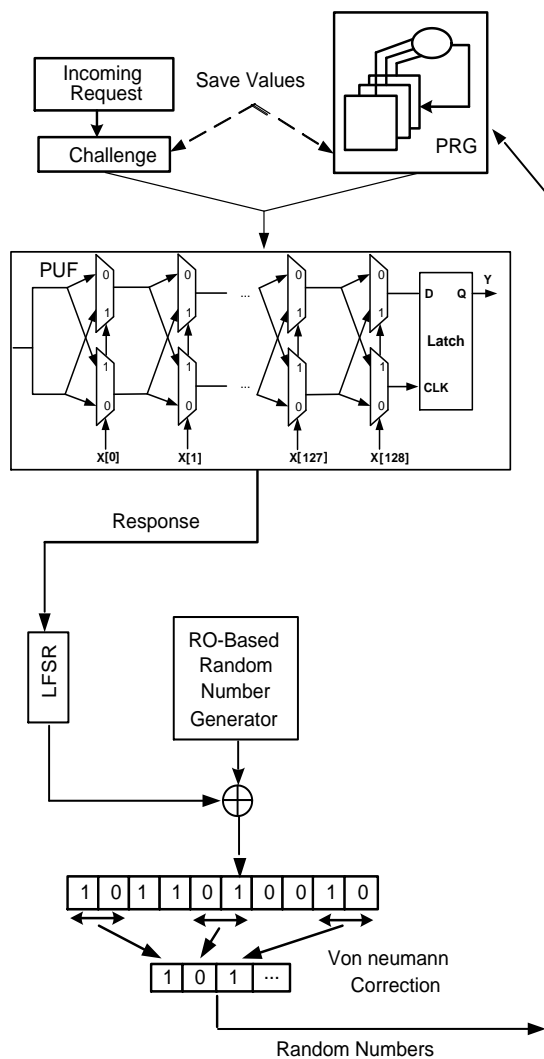 Incoming
Request
Save Values
Challenge
PRG
PUF
0 0 ... 0 0
1 1 1 1
D Q Y
Latch
1 1 1 1
0 0 ... 0 0
CLK
X[0] X[1] X[127] X[128]
Response
LFSR
RO-Based
Random
Number
Generator
1 0 1 1 0 1 0 0 1 0
1 0 1 ...
Von neumann
Correction
Random Numbers